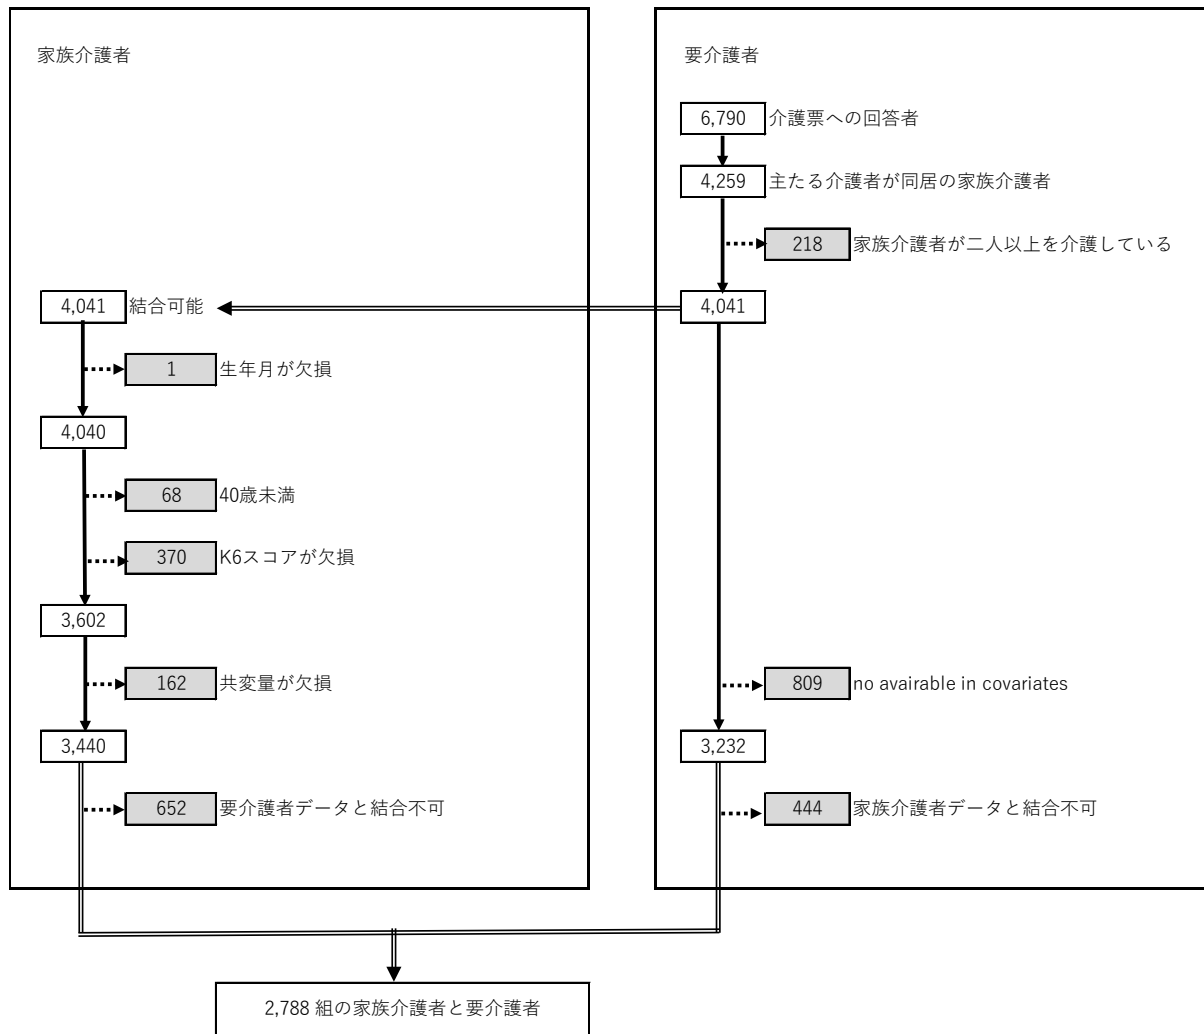 家族介護者
4,041 結合可能
1 生年月が欠損
4,040
68 40歳未満
370 K6スコアが欠損
3,602
162 共変量が欠損
3,440
652 要介護者データと結合不可
要介護者
6,790 介護票への回答者
4,259 主たる介護者が同居の家族介護者
218 家族介護者が二人以上を介護している
4,041
809 no avairable in covariates
3,232
444 家族介護者データと結合不可
2,788 組の家族介護者と要介護者